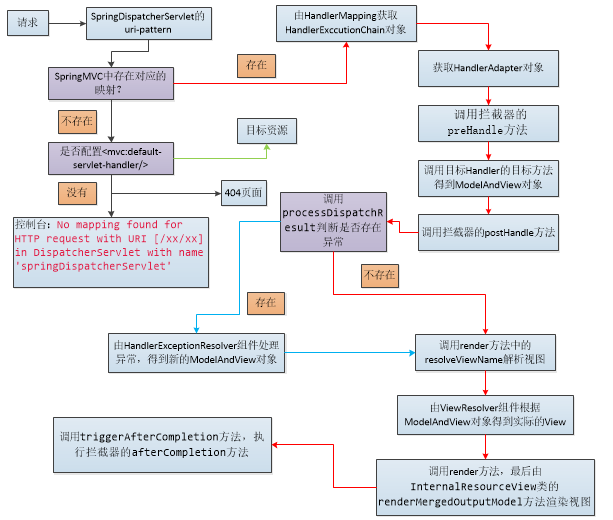 请求
SpringDispatcherServlet的
uri-pattern
由HandlerMapping获取
HandlerExccutionChain对象
SpringMVC中存在对应的
映射?
存在
获取HandlerAdapter对象
不存在
调用拦截器的
preHandle方法
是否配置<mvc:default-
servlet-handler/>
目标资源
调用目标Handler的目标方法
得到ModelAndView对象
没有
404页面
控制台：No mapping found for
HTTP request with URI [/xx/xx]
in DispatcherServlet with name
'springDispatcherServlet'
调用
processDispatchR
esult判断是否存在
异常
调用拦截器的postHandle方法
不存在
存在
由HandlerExceptionResolver组件处理
异常，得到新的ModelAndView对象
调用render方法中的
resolveViewName解析视图
由ViewResolver组件根据
ModelAndView对象得到实际的View
调用triggerAfterCompletion方法，执
行拦截器的afterCompletion方法
调用render方法，最后由
InternalResourceView类的
renderMergedOutputModel方法渲染视图